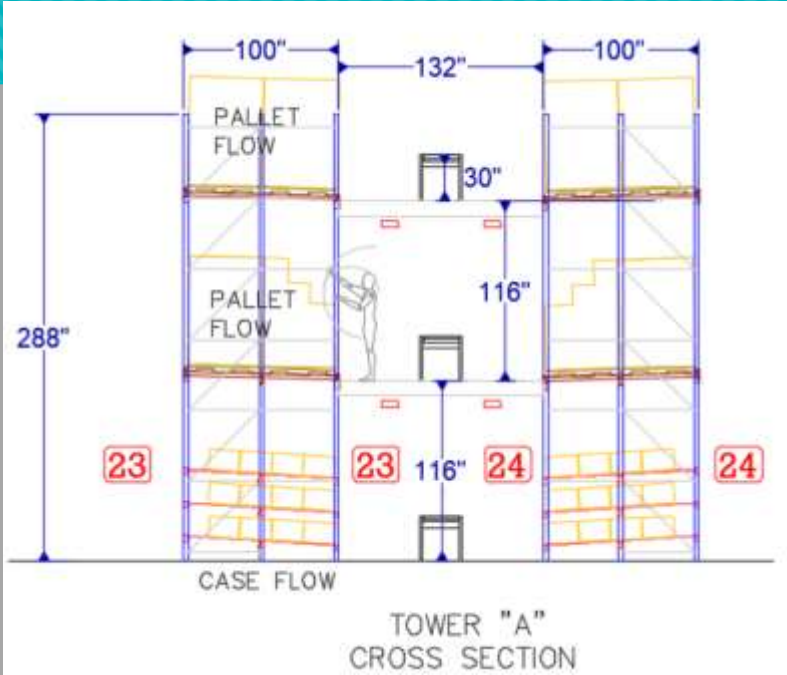 100"
132"
100"
PALLET
FLOW
30"
116"
PALLET
FLOW
288"
23
23
24
24
116"
CASE FLOW
TOWER "A"
CROSS SECTION